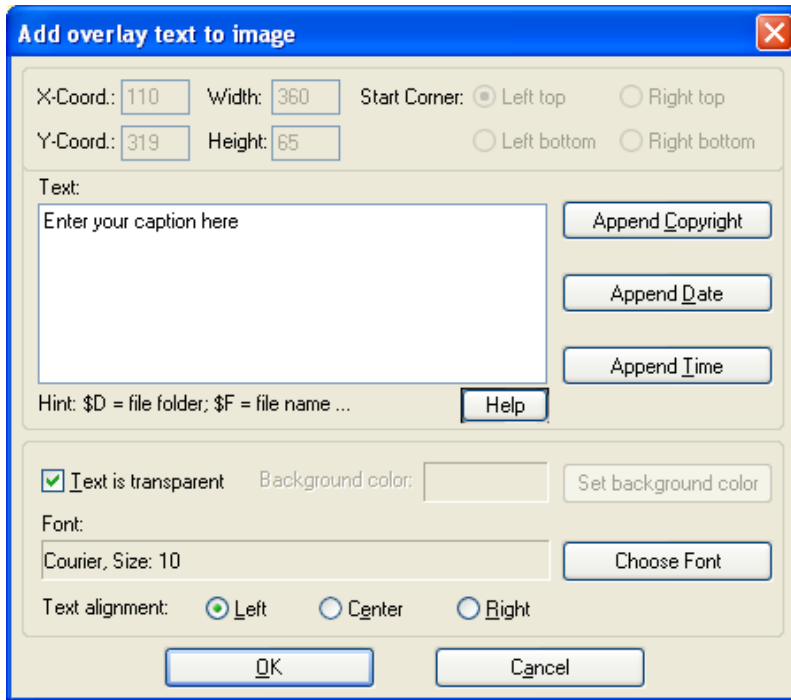 Add overlay text to image
X-Coord.: 110 Width: 360 Start Corner: Left top Right top
Y-Coord.: 319 Height: 65 Left bottom Right bottom
Text:
Enter your caption here
Append Copyright
Append Date
Append Time
Hint: $D = file folder; $F = file name ... Help
Text is transparent Background color: Set background color
Font:
Courier, Size: 10 Choose Font
Text alignment: Left Center Right
OK Cancel